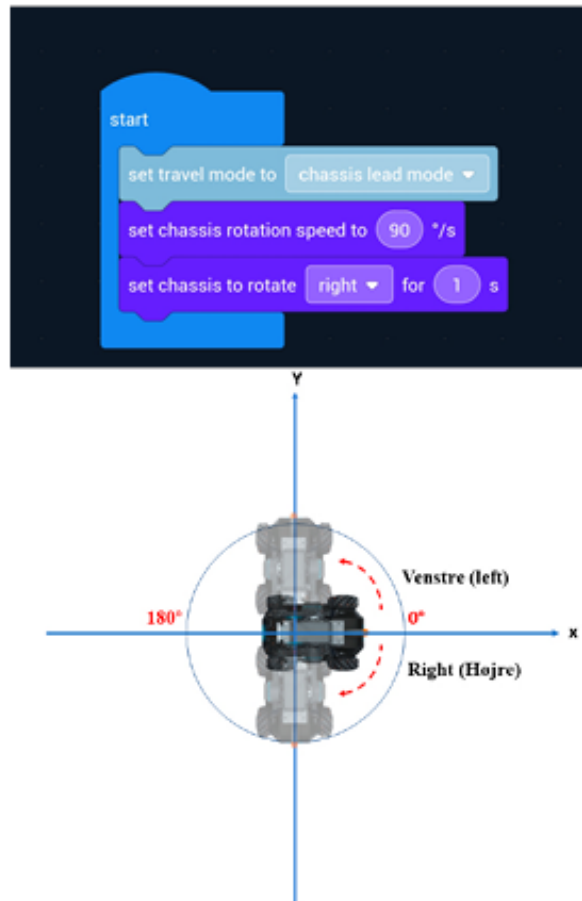 start
set travel mode to chassis lead mode
set chassis rotation speed to 90 °/s
set chassis to rotate right for 1 s
Y
Venstre (left)
180° 0°
x
Right (Højre)